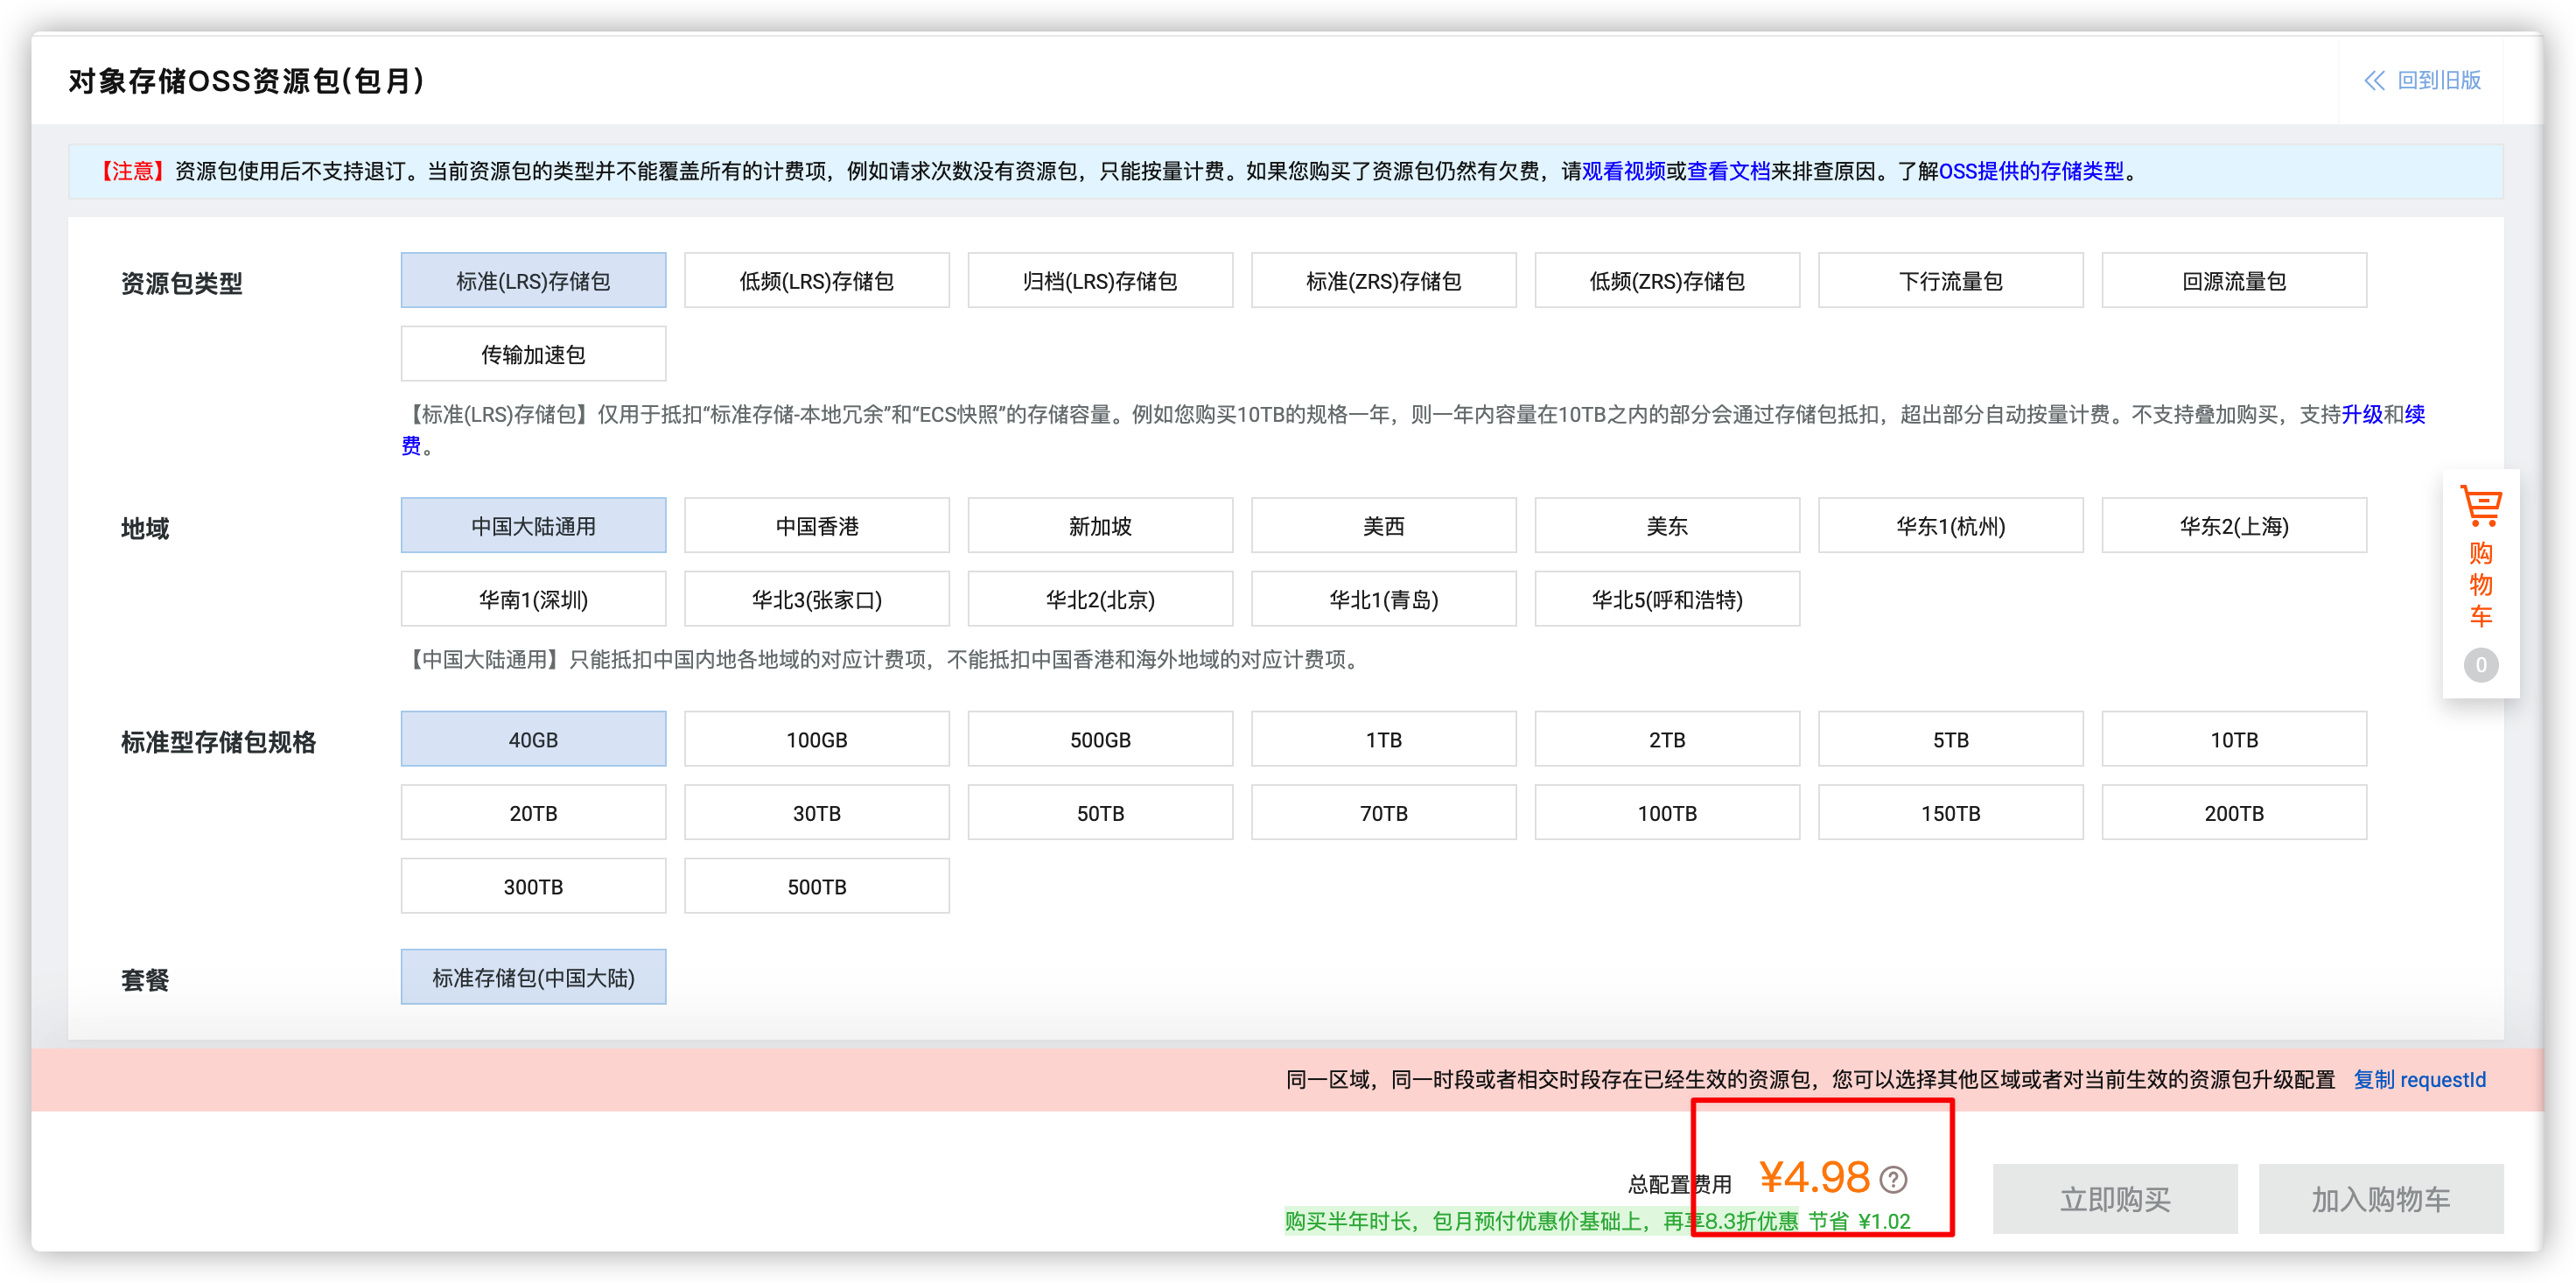 对象存储OSS资源包(包月)
回到旧版
【注意】资源包使用后不支持退订。当前资源包的类型并不能覆盖所有的计费项，例如请求次数没有资源包，只能按量计费。如果您购买了资源包仍然有欠费，请观看视频或查看文档来排查原因。了解OSS提供的存储类型。
资源包类型
标准(LRS)存储包
低频(LRS)存储包
归档(LRS)存储包
标准(ZRS)存储包
低频(ZRS)存储包
下行流量包
回源流量包
传输加速包
【标准(LRS)存储包】仅用于抵扣“标准存储-本地冗余”和“ECS快照”的存储容量。例如您购买10TB的规格一年，则一年内容量在10TB之内的部分会通过存储包抵扣，超出部分自动按量计费。不支持叠加购买，支持升级和续
费。
地域
中国大陆通用
中国香港
新加坡
美西
美东
华东1(杭州)
华东2(上海)
华南1(深圳)
华北3(张家口)
华北2(北京)
华北1(青岛)
华北5(呼和浩特)
【中国大陆通用】只能抵扣中国内地各地域的对应计费项，不能抵扣中国香港和海外地域的对应计费项。
标准型存储包规格
40GB
100GB
500GB
1TB
2TB
5TB
10TB
20TB
30TB
50TB
70TB
100TB
150TB
200TB
300TB
500TB
套餐
标准存储包(中国大陆)
购
物
车
0
同一区域，同一时段或者相交时段存在已经生效的资源包，您可以选择其他区域或者对当前生效的资源包升级配置 复制 requestId
总配置费用 ¥4.98 ?
购买半年时长，包月预付优惠价基础上，再享8.3折优惠 节省 ¥1.02
立即购买
加入购物车